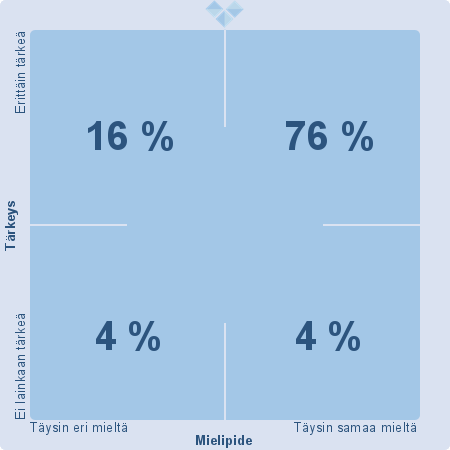 Erittäin tärkeä
16 %
76 %
Tärkeys
4 %
4 %
Ei lainkaan tärkeä
Täysin eri mieltä
Täysin samaa mieltä
Mielipide